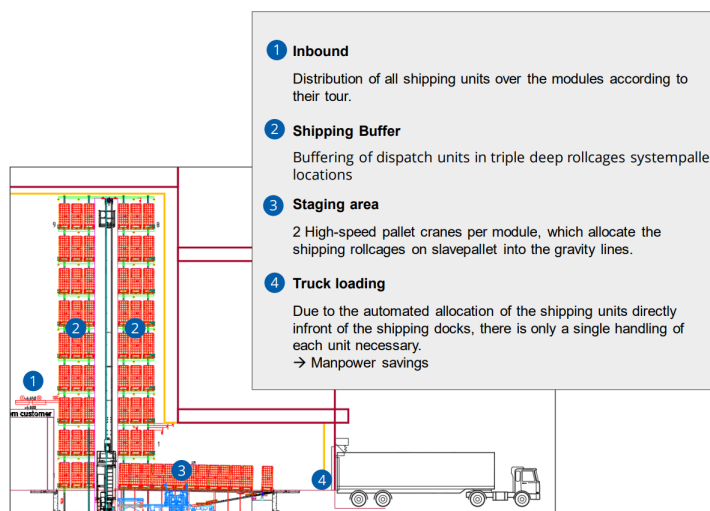 1 Inbound
Distribution of all shipping units over the modules according to
their tour.
2 Shipping Buffer
Buffering of dispatch units in triple deep rollcages systempalle
locations
3 Staging area
2 High-speed pallet cranes per module, which allocate the
shipping rollcages on slavepallet into the gravity lines.
4 Truck loading
Due to the automated allocation of the shipping units directly
infront of the shipping docks, there is only a single handling of
each unit necessary.
→ Manpower savings
9
8
2
2
1
om customer
1
3
4